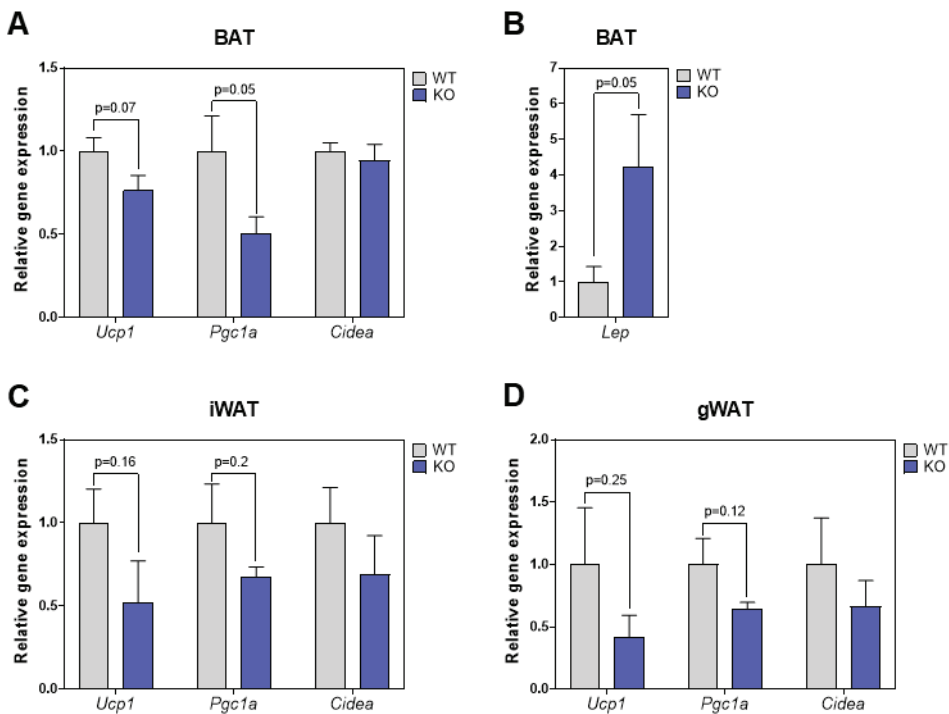 A
BAT
Relative gene expression
1.5
1.0
0.5
0.0
p=0.07
p=0.05
Ucp1
Pgc1a
Cidea
WT
KO
B
BAT
Relative gene expression
7
6
5
4
3
2
1
0
p=0.05
Lep
WT
KO
C
iWAT
Relative gene expression
1.5
1.0
0.5
0.0
p=0.16
p=0.2
Ucp1
Pgc1a
Cidea
WT
KO
D
gWAT
Relative gene expression
2.0
1.5
1.0
0.5
0.0
p=0.25
p=0.12
Ucp1
Pgc1a
Cidea
WT
KO